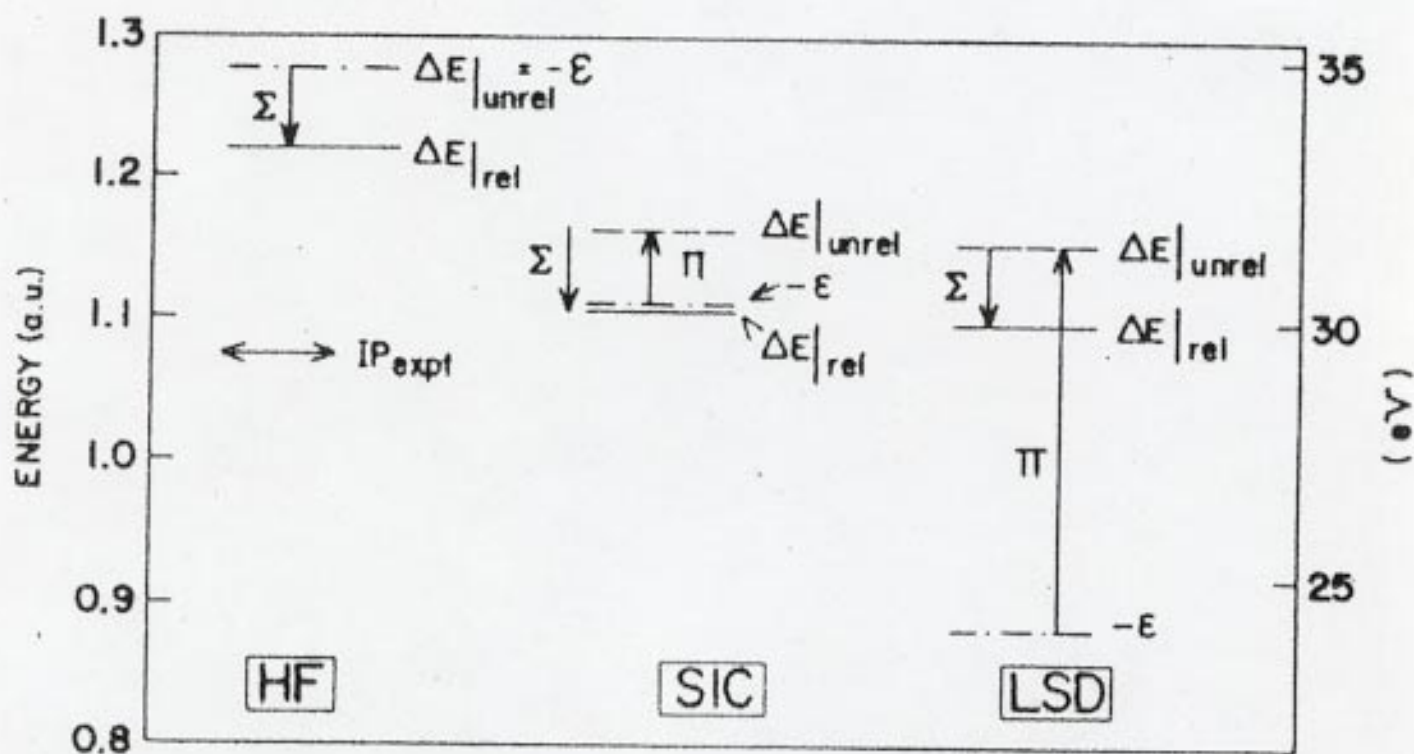 1.3
1.2
1.1
1.0
0.9
0.8
ENERGY (a.u.)
ΔE|unrel = -ε
Σ
ΔE|rel
IPexpt
HF
ΔE|unrel
Σ
Π
-ε
ΔE|rel
SIC
ΔE|unrel
Σ
ΔE|rel
Π
-ε
LSD
35
30
25
(eV)